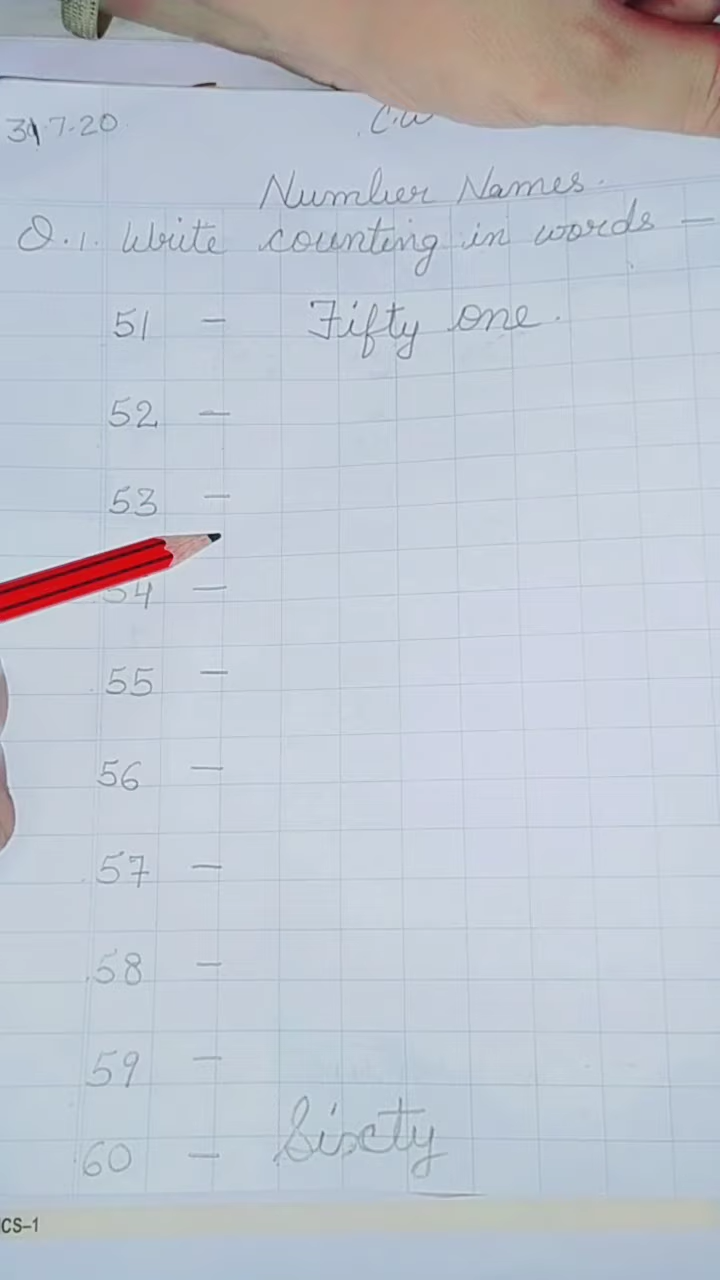 31.7.20
C.W
Number Names.
Q.1. Write counting in words —
51 — Fifty one.
52 —
53 —
54 —
55 —
56 —
57 —
58 —
59 —
60 — Sixty
CS-1